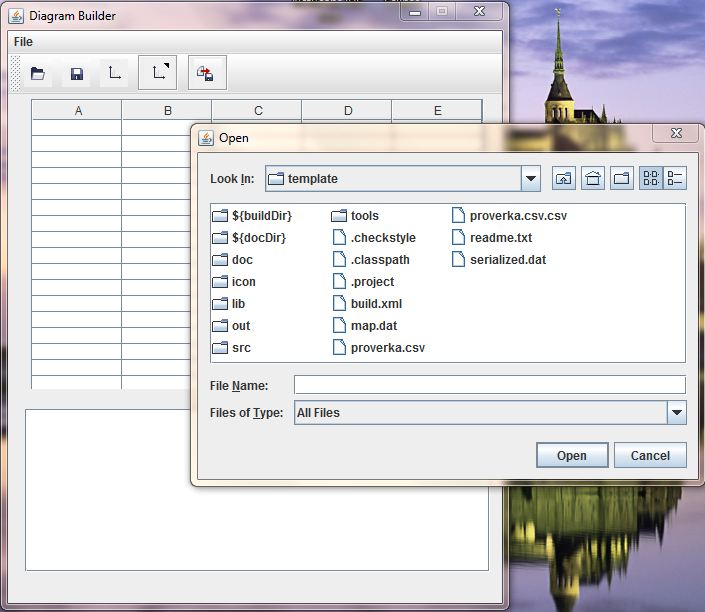 Diagram Builder
File
A B C D E
Open
Look In: template
${buildDir} tools proverka.csv.csv
${docDir} .checkstyle readme.txt
doc .classpath serialized.dat
icon .project
lib build.xml
out map.dat
src proverka.csv
File Name:
Files of Type: All Files
Open Cancel